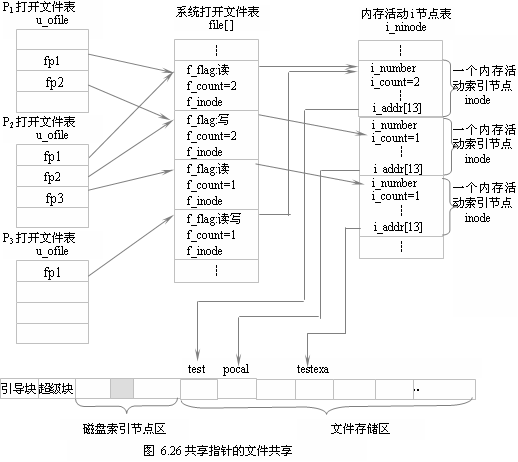 P1打开文件表
u_ofile
fp1
fp2
P2打开文件表
u_ofile
fp1
fp2
fp3
P3打开文件表
u_ofile
fp1
系统打开文件表
file[]
f_flag:读
f_count=2
f_inode
f_flag:写
f_count=2
f_inode
f_flag:读
f_count=1
f_inode
f_flag:读写
f_count=1
f_inode
内存活动i节点表
i_ninode
i_number
i_count=2
i_addr[13]
i_number
i_count=1
i_addr[13]
i_number
i_count=1
i_addr[13]
一个内存活
动索引节点
inode
一个内存活
动索引节点
inode
一个内存活
动索引节点
inode
test pocal testexa
引导块 超级块
磁盘索引节点区 文件存储区
图 6.26 共享指针的文件共享